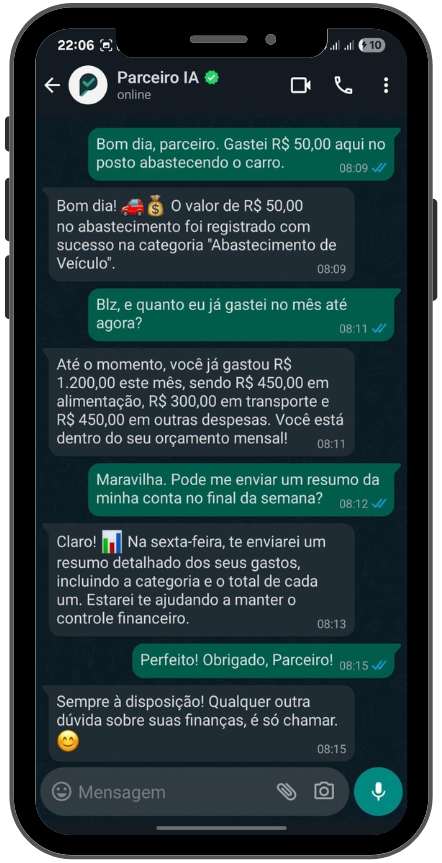 22:06
10
Parceiro IA
online
Bom dia, parceiro. Gastei R$ 50,00 aqui no
posto abastecendo o carro.
08:09
Bom dia! 🚗💰 O valor de R$ 50,00
no abastecimento foi registrado com
sucesso na categoria "Abastecimento de
Veículo".
08:09
Blz, e quanto eu já gastei no mês até
agora?
08:11
Até o momento, você já gastou R$
1.200,00 este mês, sendo R$ 450,00 em
alimentação, R$ 300,00 em transporte e
R$ 450,00 em outras despesas. Você está
dentro do seu orçamento mensal!
08:11
Maravilha. Pode me enviar um resumo da
minha conta no final da semana?
08:12
Claro! 📊 Na sexta-feira, te enviarei um
resumo detalhado dos seus gastos,
incluindo a categoria e o total de cada
um. Estarei te ajudando a manter o
controle financeiro.
08:13
Perfeito! Obrigado, Parceiro!
08:15
Sempre à disposição! Qualquer outra
dúvida sobre suas finanças, é só chamar.
😊
08:15
Mensagem